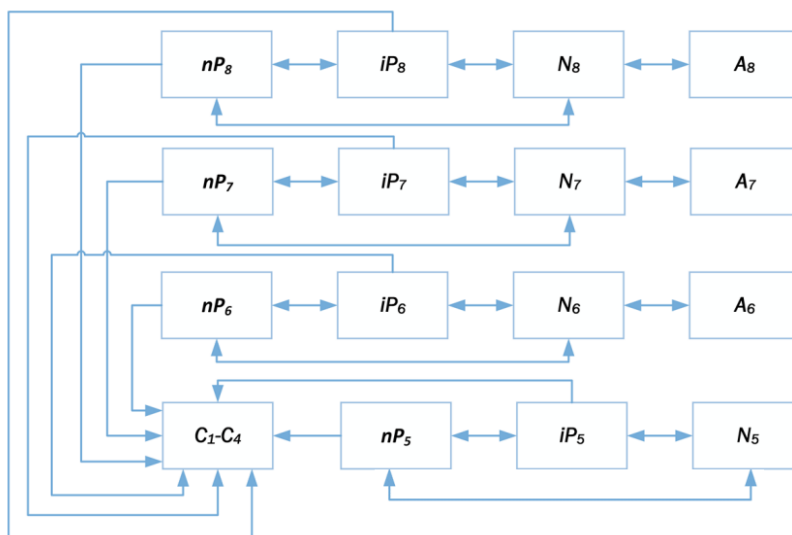 nP₈ iP₈ N₈ A₈
nP₇ iP₇ N₇ A₇
nP₆ iP₆ N₆ A₆
C₁-C₄ nP₅ iP₅ N₅